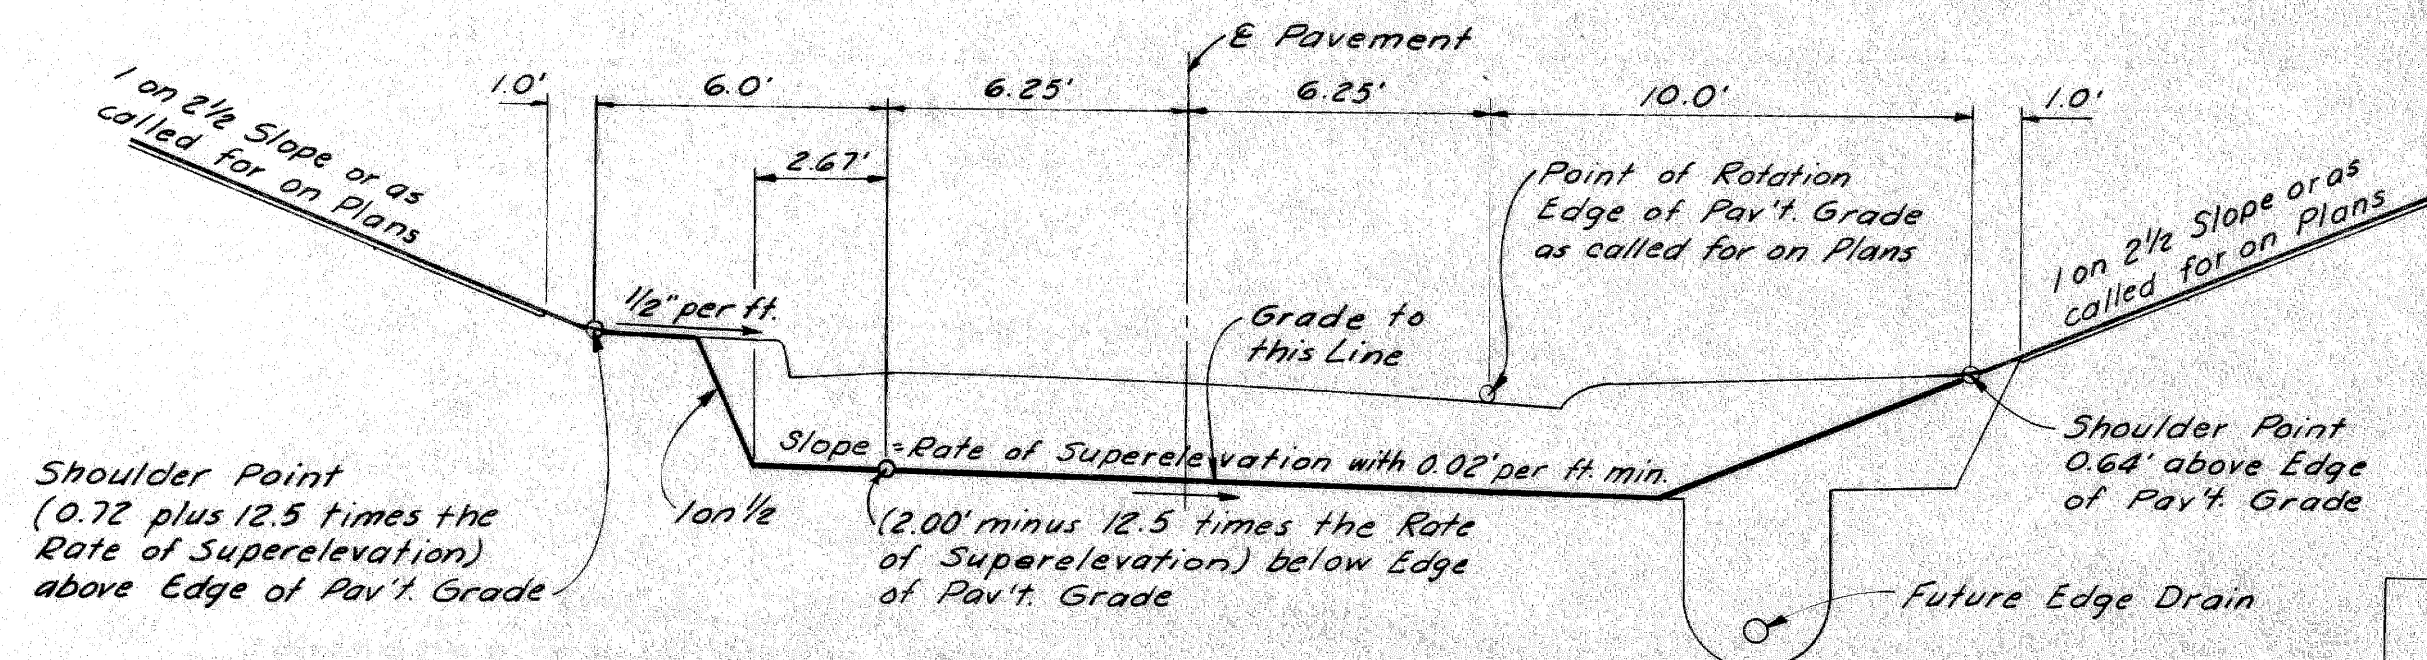 ℄ Pavement
1.0'
6.0'
6.25'
6.25'
10.0'
1.0'
1 on 2½ Slope or as
called for on Plans
2.67'
Point of Rotation
Edge of Pav't. Grade
as called for on Plans
1 on 2½ Slope or as
called for on Plans
½" per ft.
Grade to
this Line
Slope = Rate of Superelevation with 0.02' per ft. min.
Shoulder Point
0.64' above Edge
of Pav't. Grade
Shoulder Point
(0.72 plus 12.5 times the
Rate of Superelevation)
above Edge of Pav't. Grade
1 on ½
(2.00' minus 12.5 times the Rate
of Superelevation) below Edge
of Pav't. Grade
Future Edge Drain